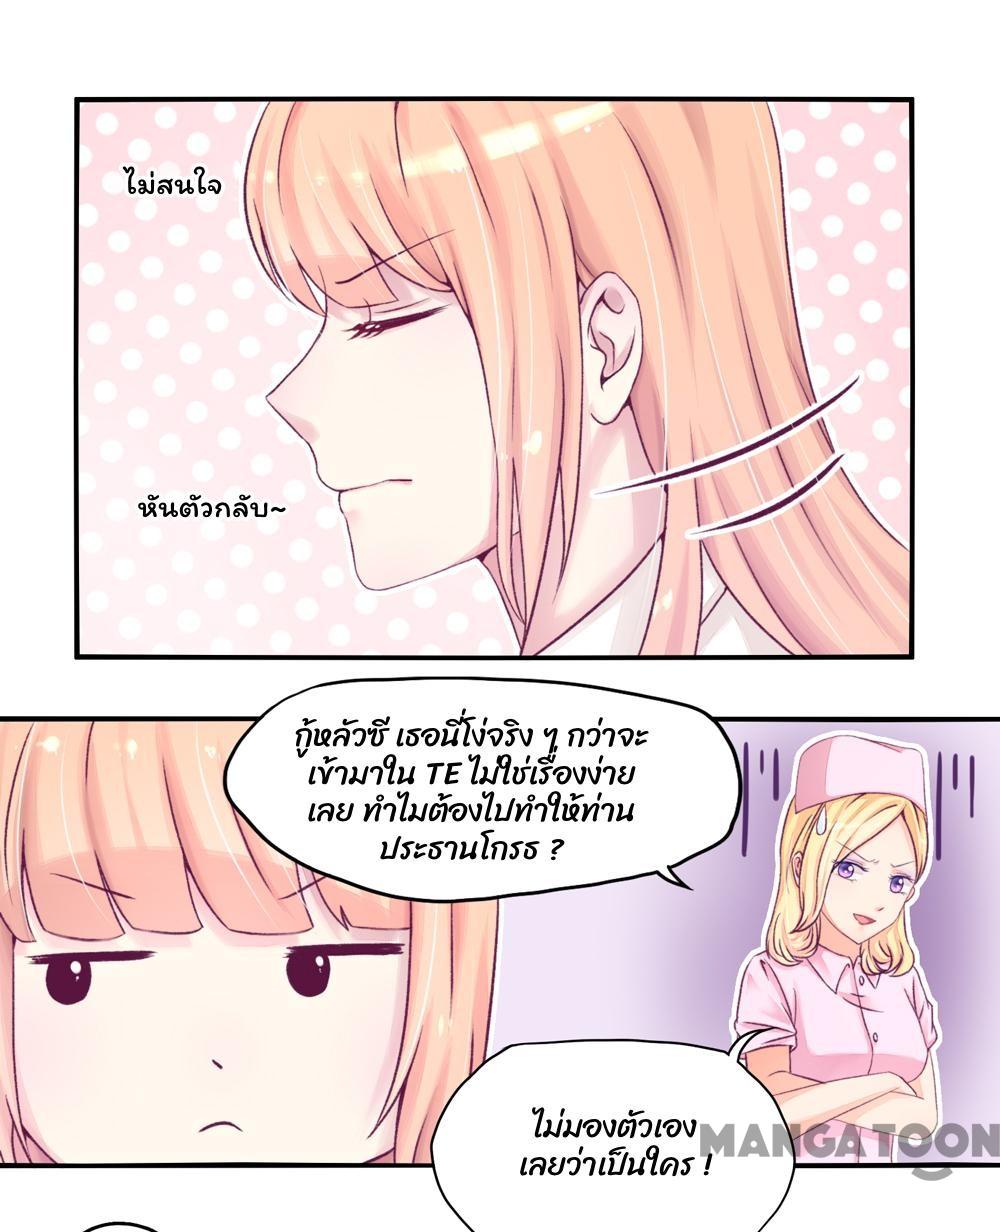 ไม่สนใจ
หันตัวกลับ~
กู้หลัวซี เธอนี่โง่จริง ๆ กว่าจะ
เข้ามาใน TE ไม่ใช่เรื่องง่าย
เลย ทำไมต้องไปทำให้ท่าน
ประธานโกรธ ?
ไม่มองตัวเอง
เลยว่าเป็นใคร !
MANGATOON